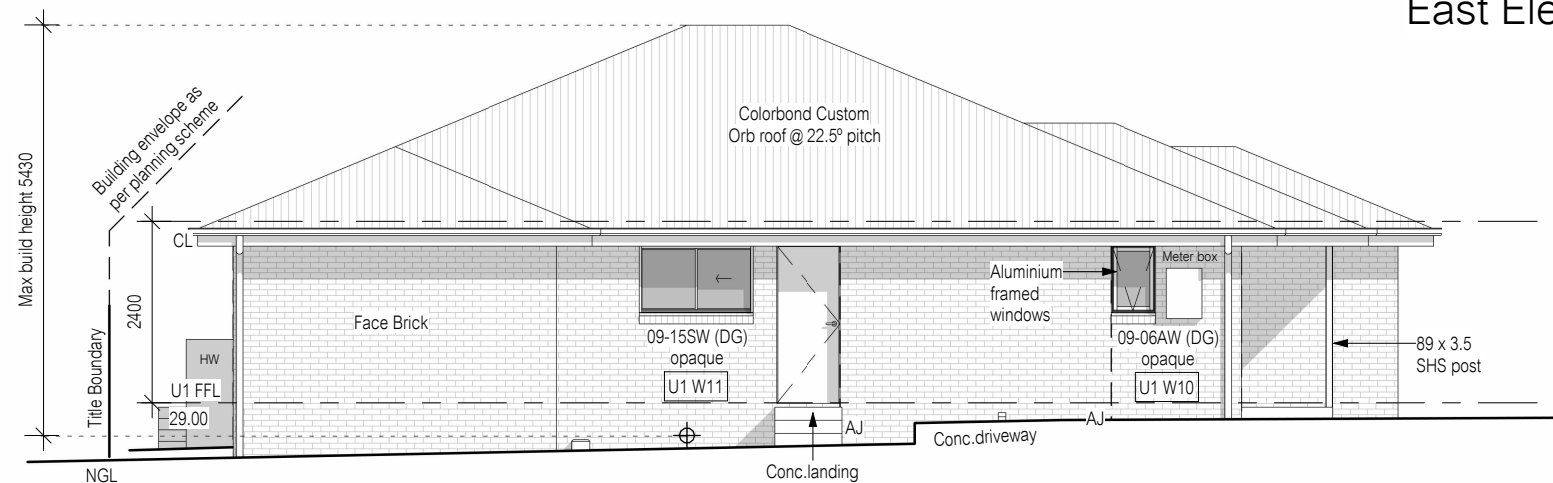 East Ele
Max build height 5430
Building envelope as
per planning scheme
Colorbond Custom
Orb roof @ 22.5º pitch
CL
2400
Title Boundary
Face Brick
HW
U1 FFL
29.00
NGL
09-15SW (DG)
opaque
U1 W11
AJ
Conc.landing
Conc.driveway
AJ
Aluminium
framed
windows
Meter box
09-06AW (DG)
opaque
U1 W10
89 x 3.5
SHS post